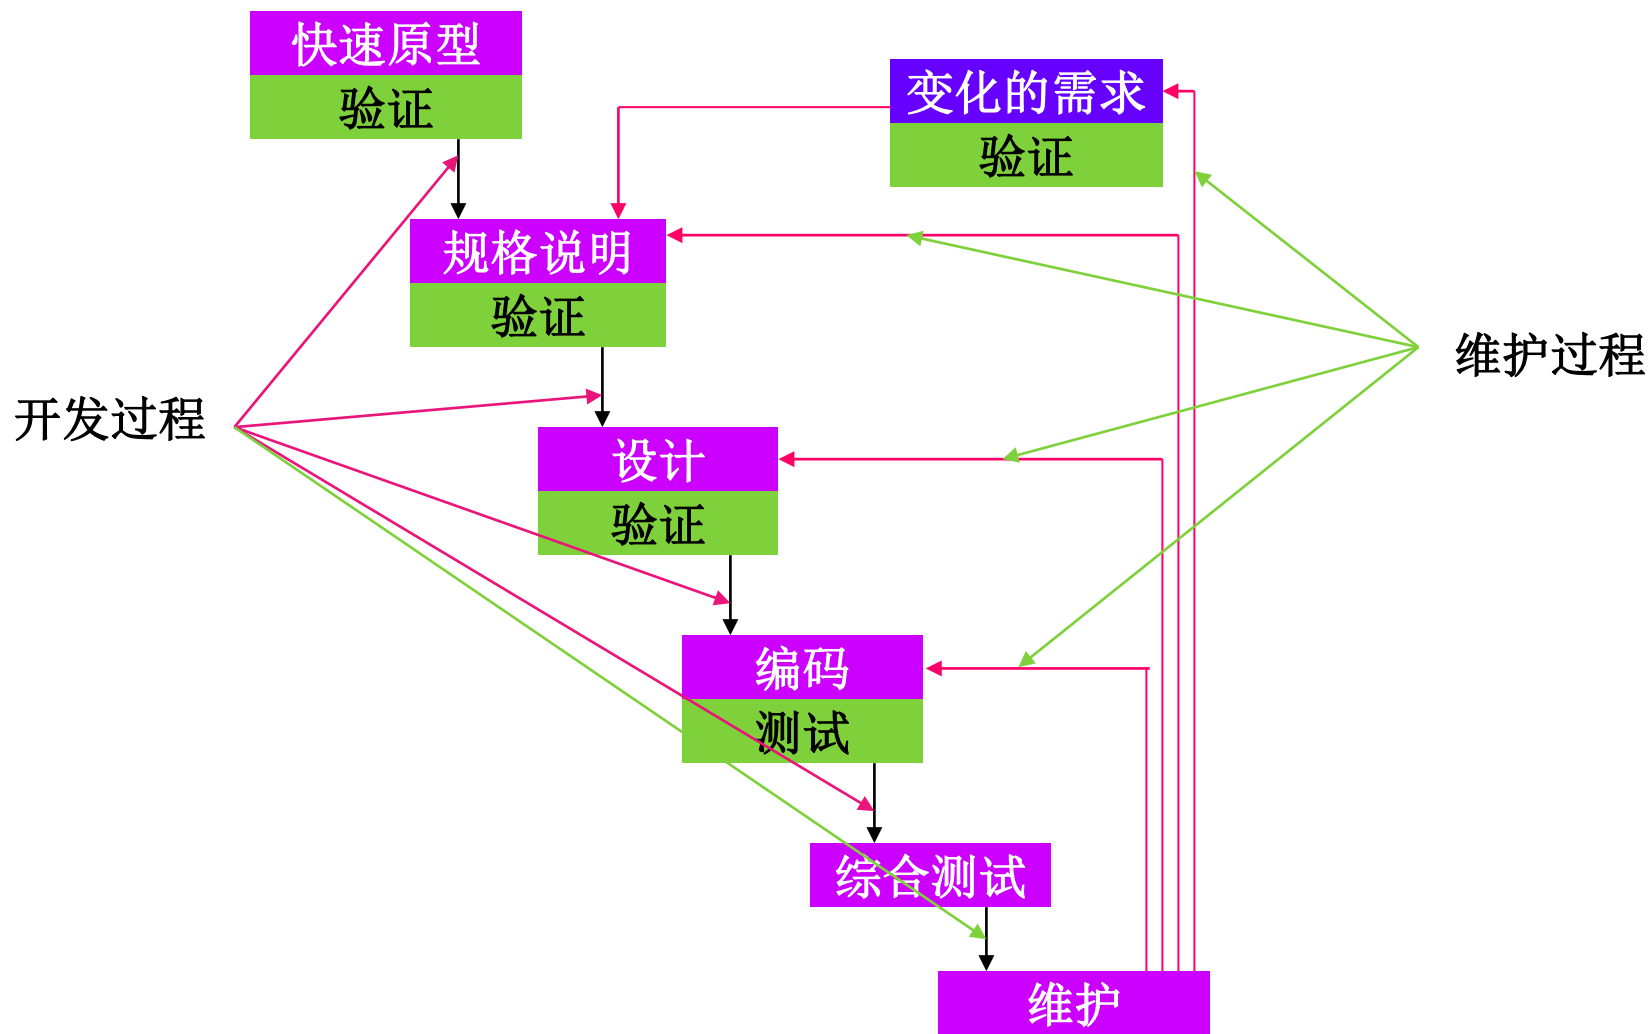 快速原型
验证
变化的需求
验证
规格说明
验证
维护过程
开发过程
设计
验证
编码
测试
综合测试
维护